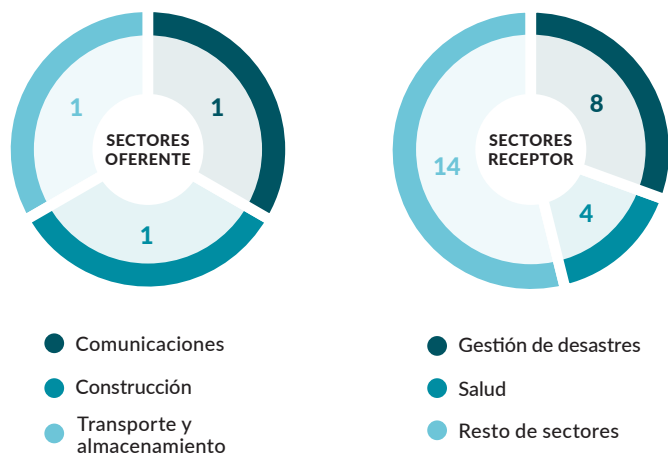 1
1
SECTORES
OFERENTE
1
Comunicaciones
Construcción
Transporte y
almacenamiento
8
SECTORES
RECEPTOR
14
4
Gestión de desastres
Salud
Resto de sectores